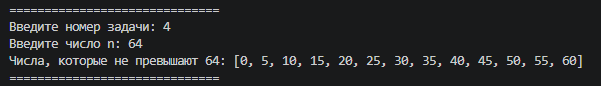 ==============================
Введите номер задачи: 4
Введите число n: 64
Числа, которые не превышают 64: [0, 5, 10, 15, 20, 25, 30, 35, 40, 45, 50, 55, 60]
==============================